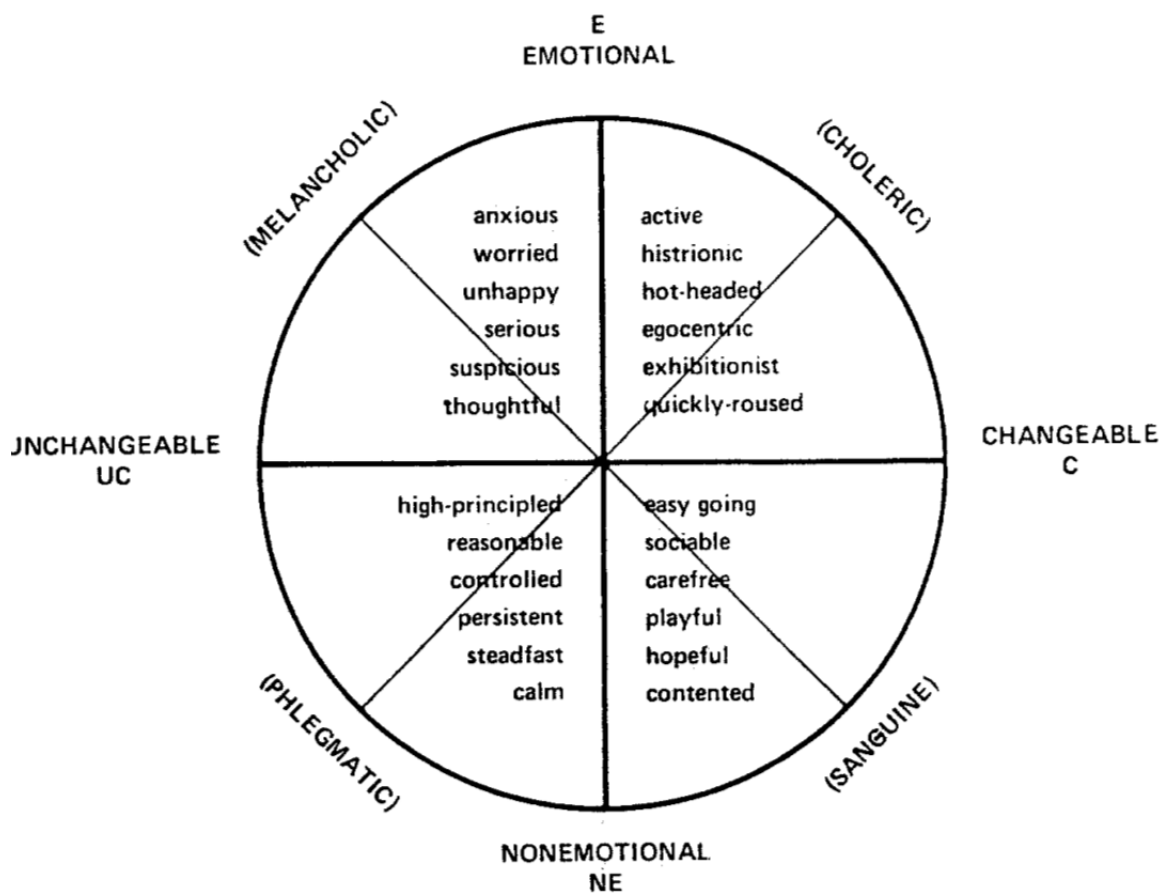 E
EMOTIONAL
(MELANCHOLIC)
(CHOLERIC)
anxious
worried
unhappy
serious
suspicious
thoughtful
active
histrionic
hot-headed
egocentric
exhibitionist
quickly-roused
JNCHANGEABLE
UC
CHANGEABLE
C
high-principled
reasonable
controlled
persistent
steadfast
calm
easy going
sociable
carefree
playful
hopeful
contented
(PHLEGMATIC)
(SANGUINE)
NONEMOTIONAL
NE